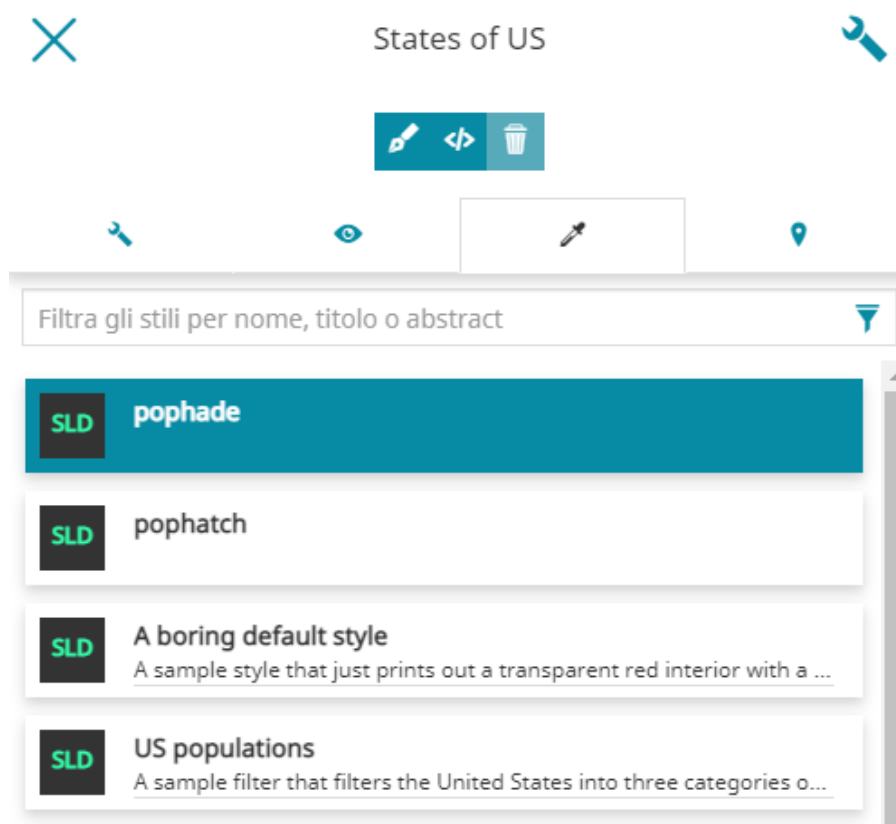 States of US
</>
Filtra gli stili per nome, titolo o abstract
SLD
pophade
SLD
pophatch
SLD
A boring default style
A sample style that just prints out a transparent red interior with a ...
SLD
US populations
A sample filter that filters the United States into three categories o...